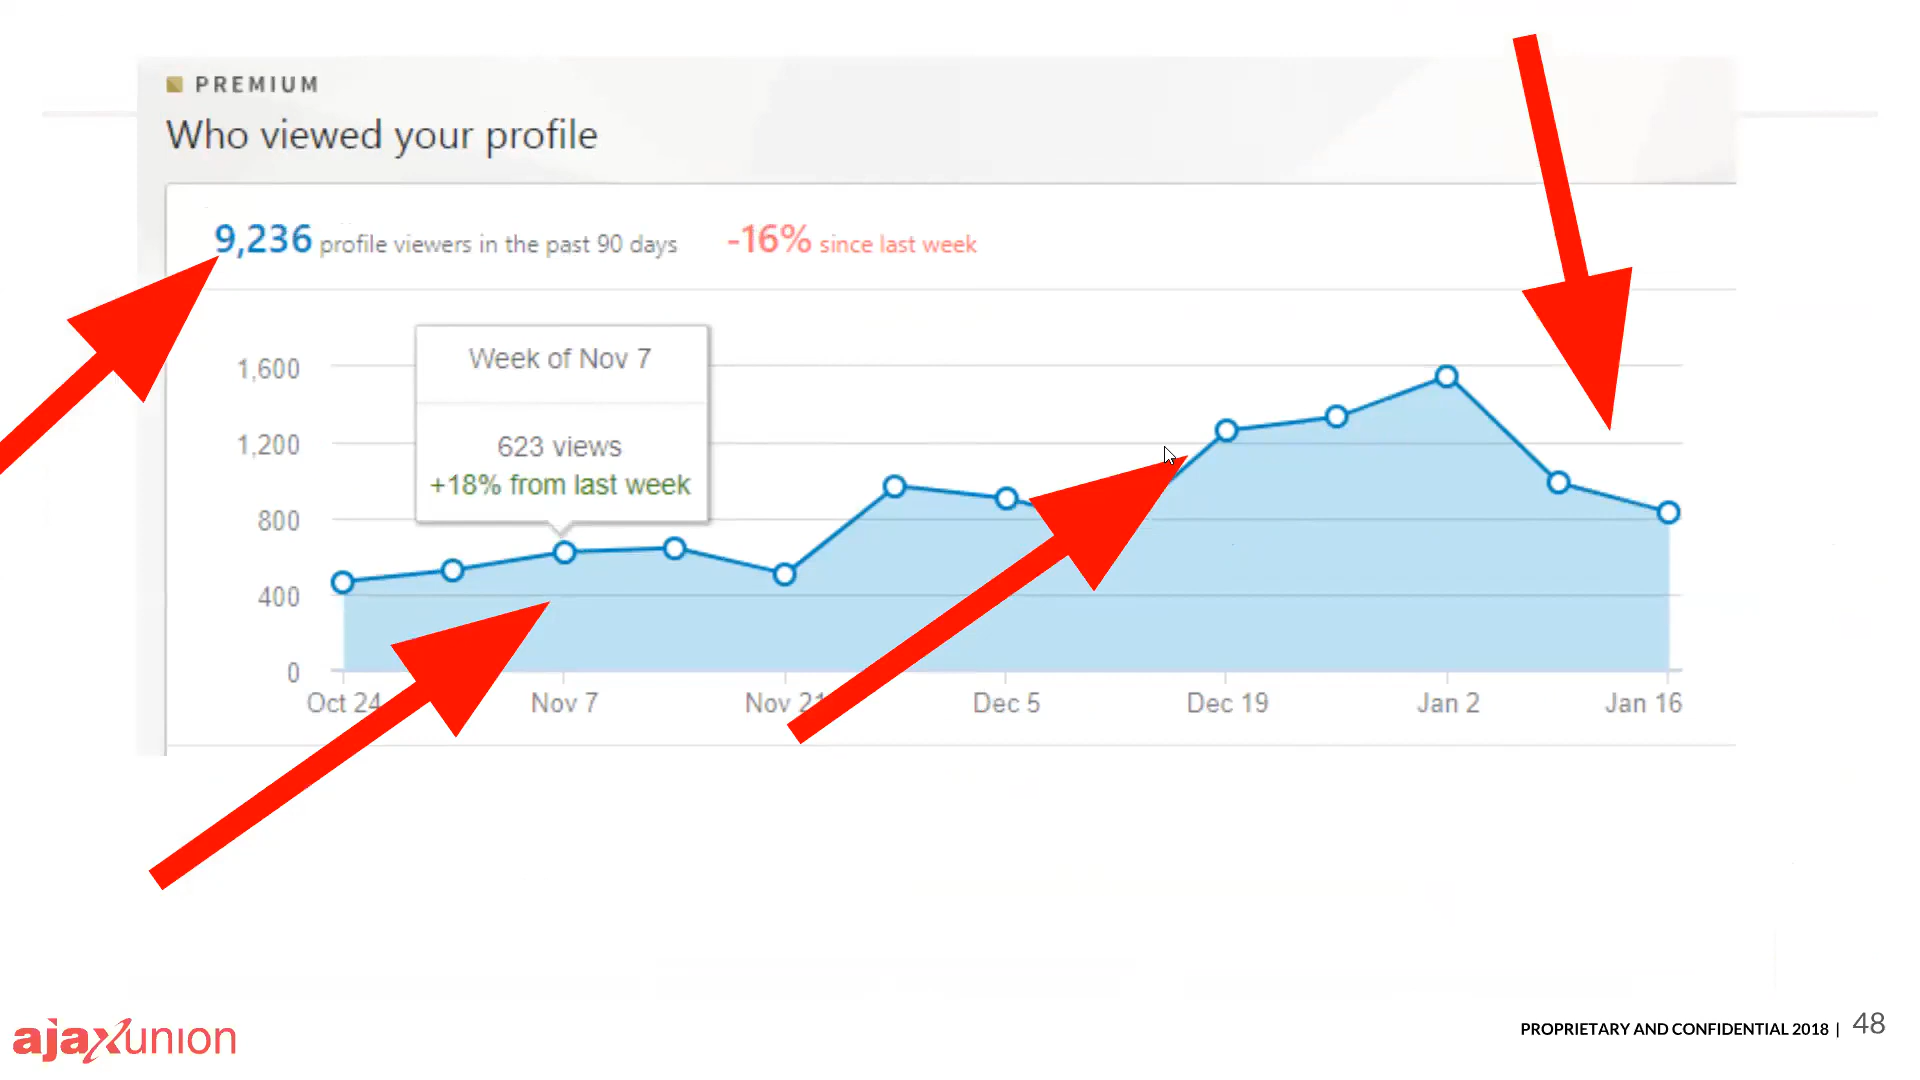 PREMIUM
Who viewed your profile
9,236 profile viewers in the past 90 days -16% since last week
Week of Nov 7
623 views
+18% from last week
1,600
1,200
800
400
0
Oct 24 Nov 7 Nov 21 Dec 5 Dec 19 Jan 2 Jan 16
ajaxunion
PROPRIETARY AND CONFIDENTIAL 2018 | 48